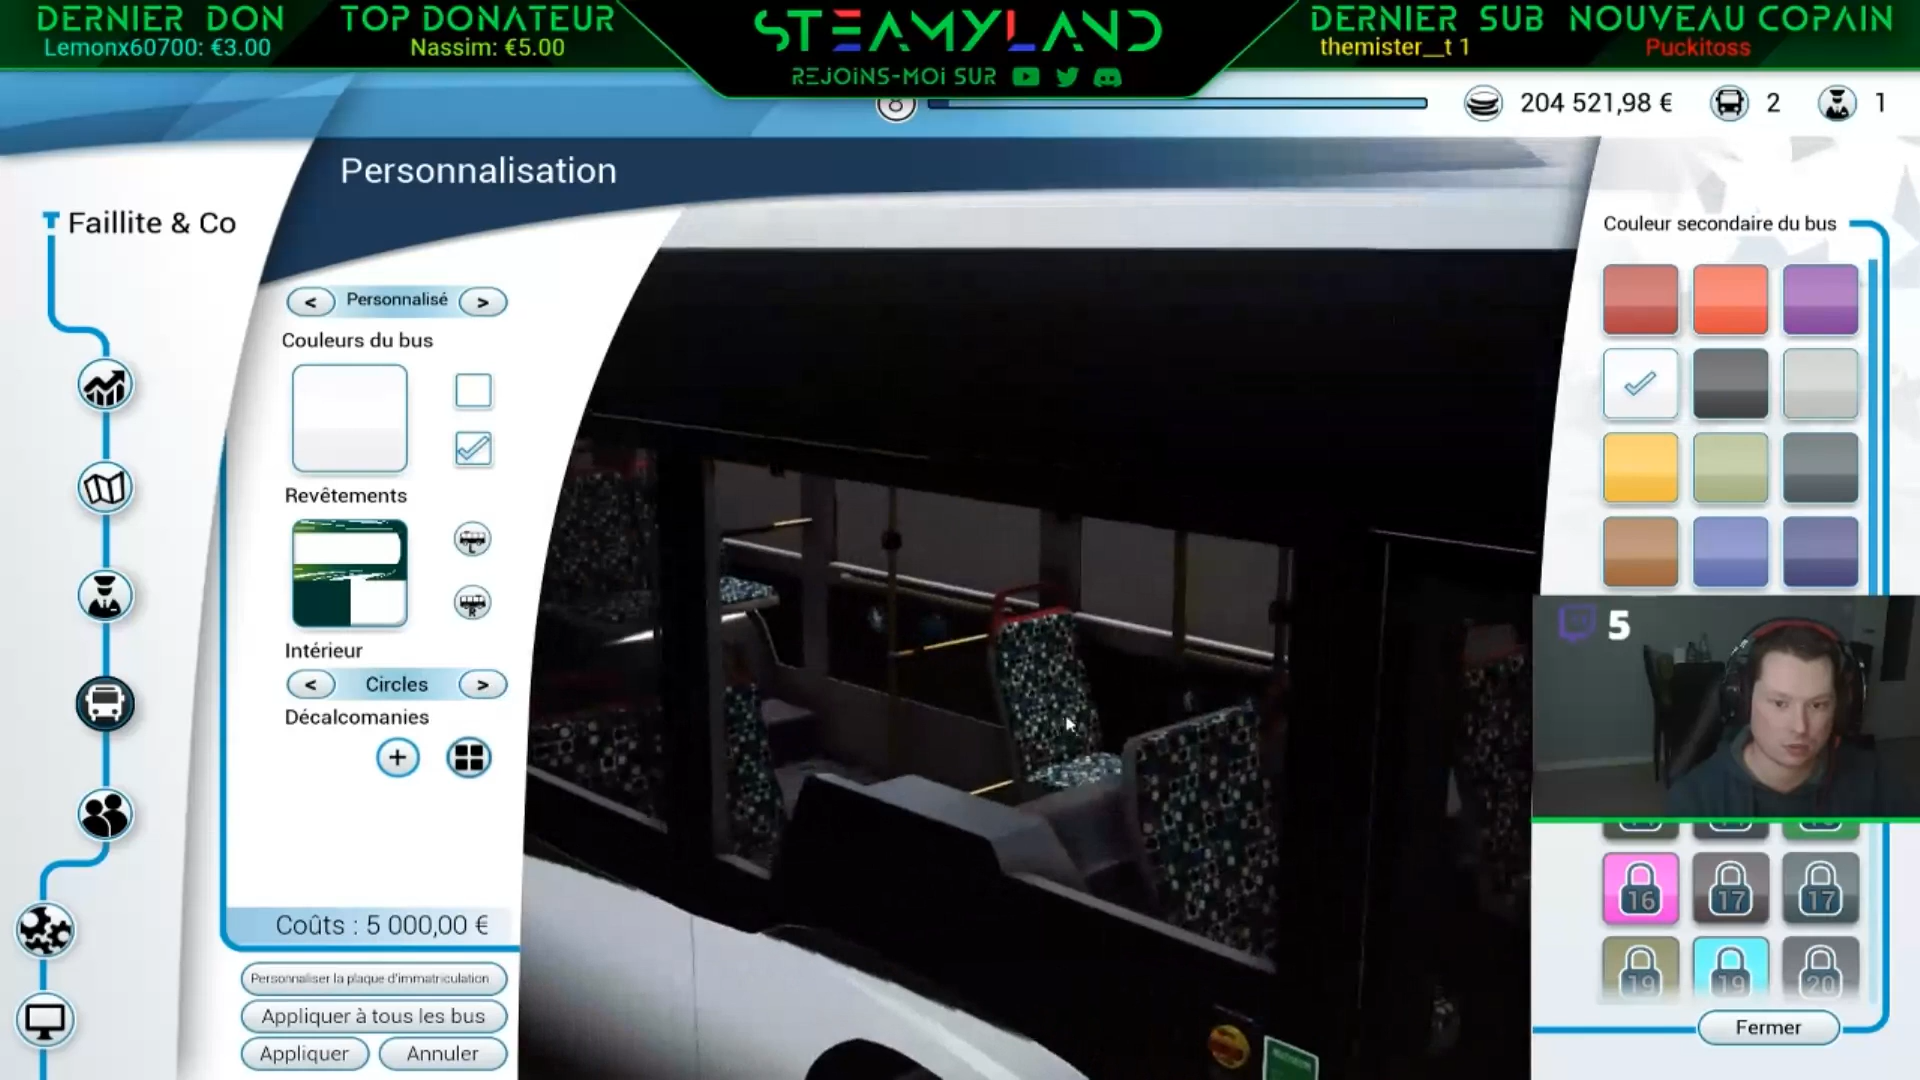 DERNIER DON
Lemonx60700: €3.00
TOP DONATEUR
Nassim: €5.00
STEAMYLAND
REJOINS-MOI SUR
DERNIER SUB
themister__t 1
NOUVEAU COPAIN
Puckitoss
8
204 521,98 €
2
1
Personnalisation
Faillite & Co
< Personnalisé >
Couleurs du bus
Revêtements
L
R
Intérieur
< Circles >
Décalcomanies
+
Coûts : 5 000,00 €
Personnaliser la plaque d'immatriculation
Appliquer à tous les bus
Appliquer
Annuler
Couleur secondaire du bus
5
16
17
17
19
19
20
Fermer